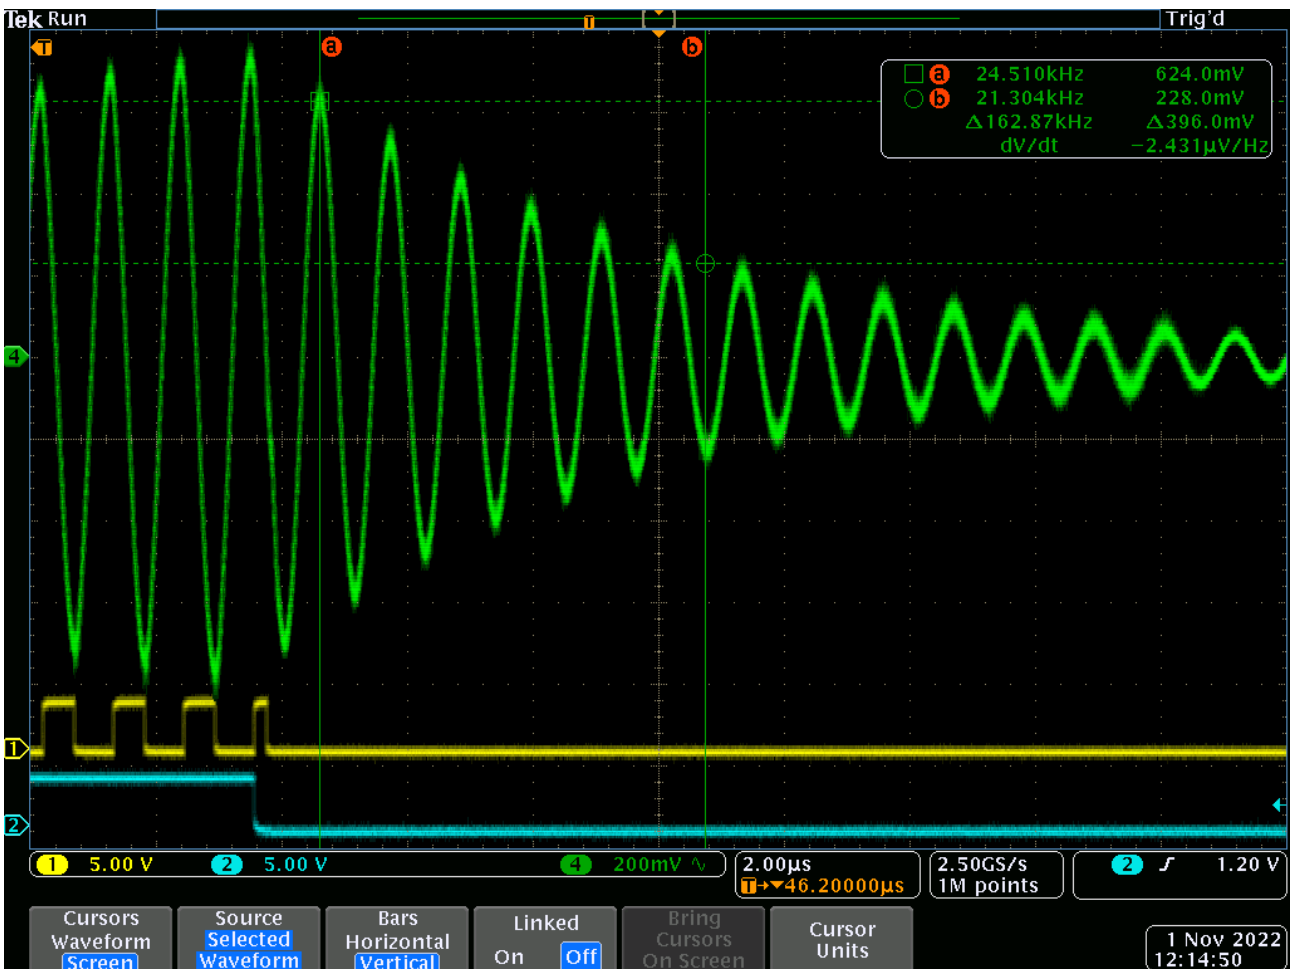 Tek Run Trig'd
T
T a b
a 24.510kHz 624.0mV
b 21.304kHz 228.0mV
Δ162.87kHz Δ396.0mV
dV/dt −2.431µV/Hz
4
1
2
1 5.00 V 2 5.00 V 4 200mV ∿ 2.00µs 2.50GS/s 2 ʃ 1.20 V
T→▼46.20000µs 1M points
Cursors Source Bars Linked Bring Cursor
Waveform Selected Horizontal On Off Cursors Units
Screen Waveform Vertical On Screen
1 Nov 2022
12:14:50